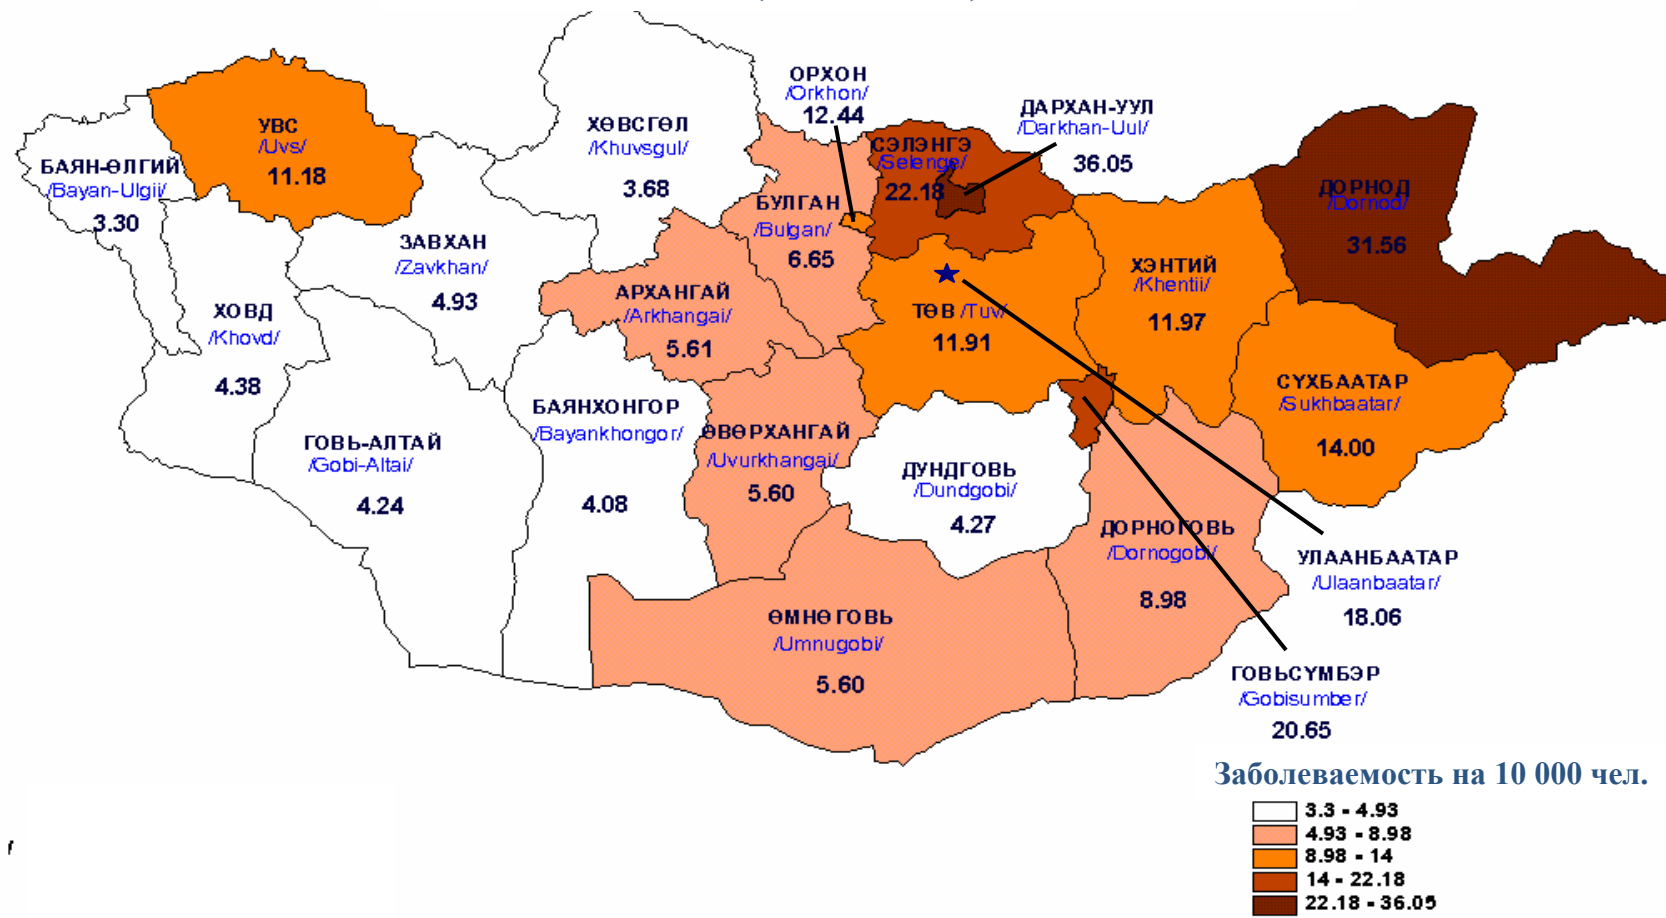 ОРХОН
/Orkhon/
12.44
ДАРХАН-УУЛ
/Darkhan-Uul/
36.05
УВС
/Uvs/
11.18
ХӨВСГӨЛ
/Khuvsgul/
3.68
СЭЛЭНГЭ
/Selenge/
22.18
БАЯН-ӨЛГИЙ
/Bayan-Ulgii/
3.30
ДОРНОД
/Dornod/
31.56
БУЛГАН
/Bulgan/
6.65
ЗАВХАН
/Zavkhan/
4.93
ХЭНТИЙ
/Khentii/
11.97
АРХАНГАЙ
/Arkhangai/
5.61
ХОВД
/Khovd/
4.38
ТӨВ /Tuv/
11.91
СҮХБААТАР
/Sukhbaatar/
14.00
БАЯНХОНГОР
/Bayankhongor/
4.08
ӨВӨРХАНГАЙ
/Uvurkhangai/
5.60
ГОВЬ-АЛТАЙ
/Gobi-Altai/
4.24
ДУНДГОВЬ
/Dundgobi/
4.27
ДОРНОГОВЬ
/Dornogobi/
8.98
УЛААНБААТАР
/Ulaanbaatar/
18.06
ӨМНӨГОВЬ
/Umnugobi/
5.60
ГОВЬСҮМБЭР
/Gobisumber/
20.65
Заболеваемость на 10 000 чел.
3.3 - 4.93
4.93 - 8.98
8.98 - 14
14 - 22.18
22.18 - 36.05